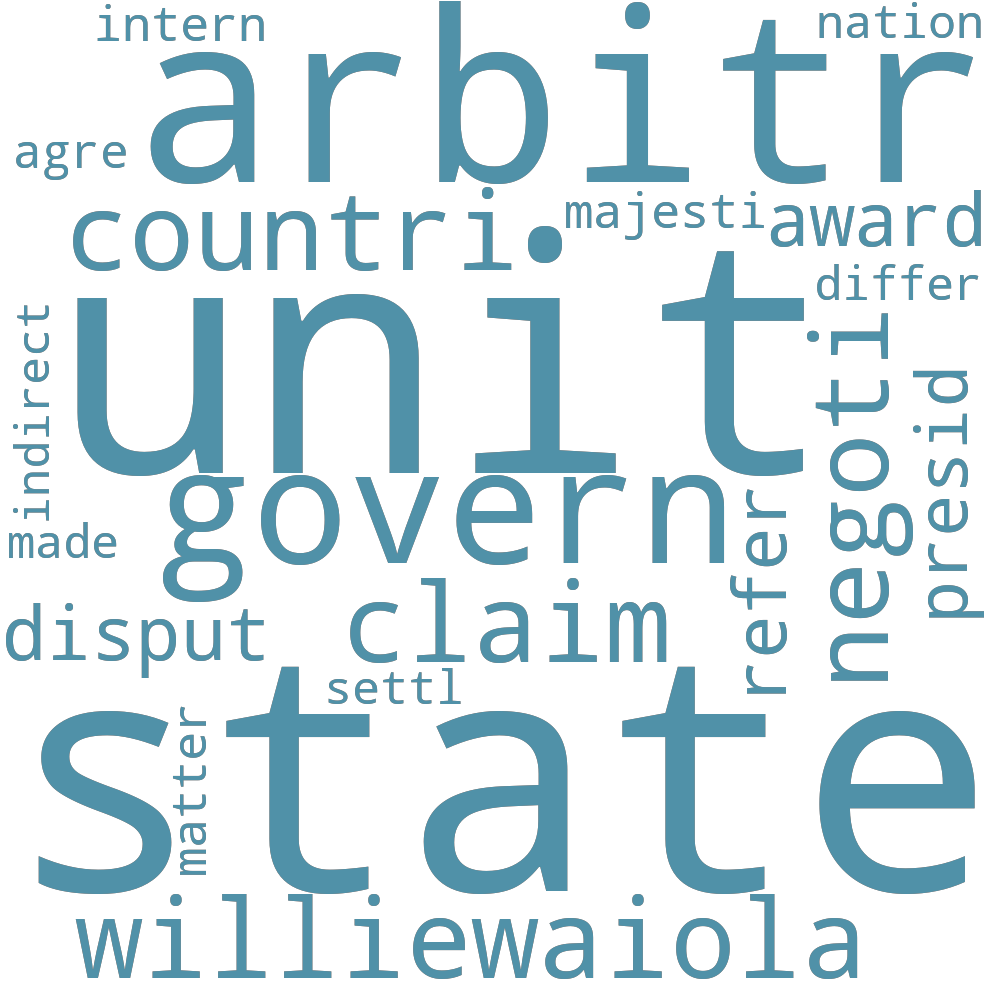 intern
nation
arbitr
agre
majesti
award
countri
differ
unit
indirect
negoti
presid
govern
refer
made
disput
claim
settl
state
matter
williewaiola